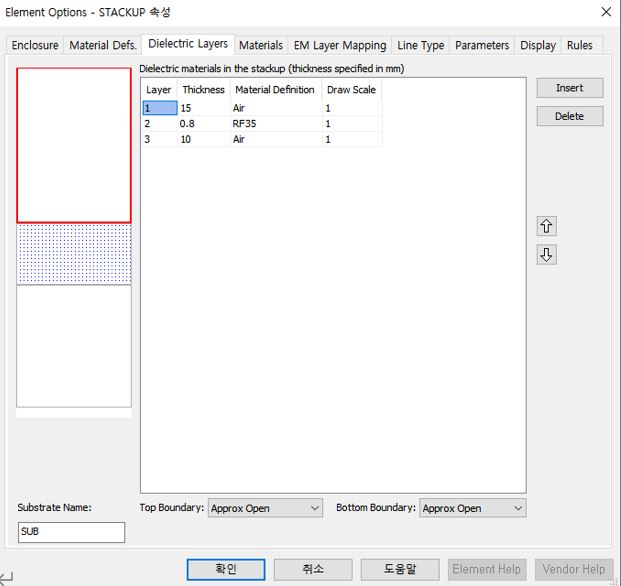 Element Options - STACKUP 속성
Enclosure Material Defs. Dielectric Layers Materials EM Layer Mapping Line Type Parameters Display Rules
Dielectric materials in the stackup (thickness specified in mm)
Layer Thickness Material Definition Draw Scale
1 15 Air 1
2 0.8 RF35 1
3 10 Air 1
Insert
Delete
Substrate Name:
SUB
Top Boundary: Approx Open Bottom Boundary: Approx Open
확인 취소 도움말 Element Help Vendor Help